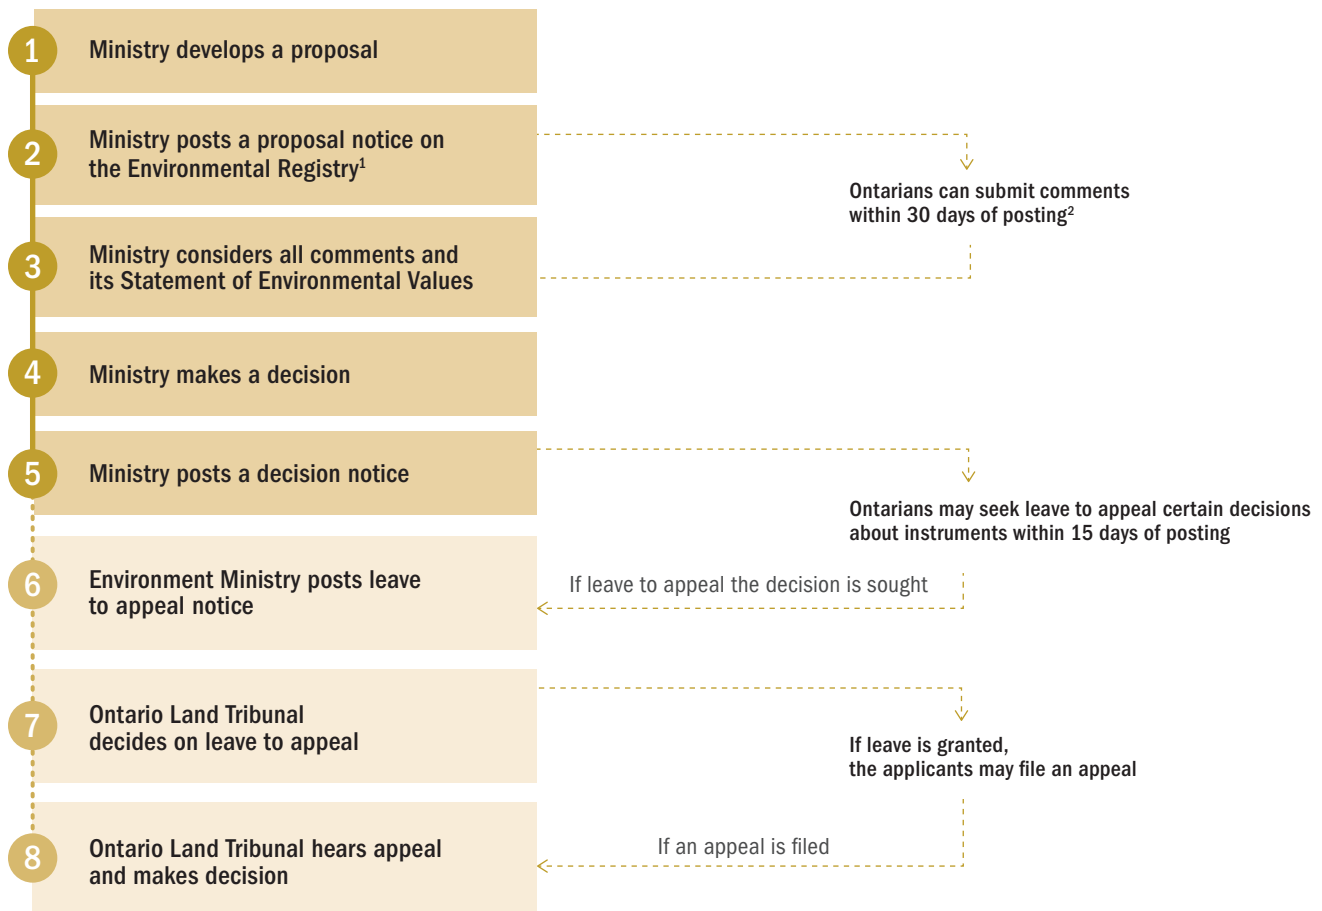 1
Ministry develops a proposal
2
Ministry posts a proposal notice on
the Environmental Registry¹
Ontarians can submit comments
within 30 days of posting²
3
Ministry considers all comments and
its Statement of Environmental Values
4
Ministry makes a decision
5
Ministry posts a decision notice
Ontarians may seek leave to appeal certain decisions
about instruments within 15 days of posting
If leave to appeal the decision is sought
6
Environment Ministry posts leave
to appeal notice
7
Ontario Land Tribunal
decides on leave to appeal
If leave is granted,
the applicants may file an appeal
If an appeal is filed
8
Ontario Land Tribunal hears appeal
and makes decision